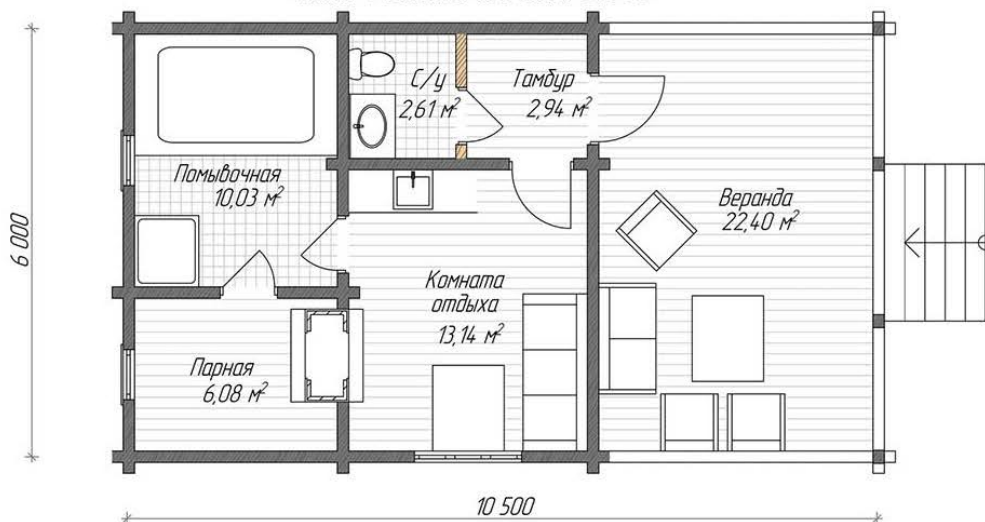 С/у
2,61 м²
Тамбур
2,94 м²
Помывочная
10,03 м²
Веранда
22,40 м²
6 000
Комната
отдыха
13,14 м²
Парная
6,08 м²
10 500